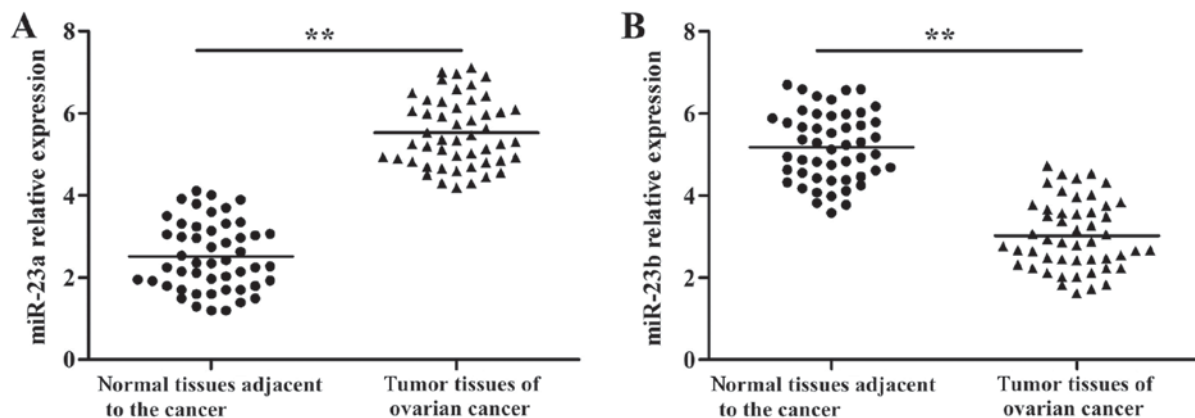 A
miR-23a relative expression
8
6
4
2
0
**
Normal tissues adjacent
to the cancer
Tumor tissues of
ovarian cancer
B
miR-23b relative expression
8
6
4
2
0
**
Normal tissues adjacent
to the cancer
Tumor tissues of
ovarian cancer